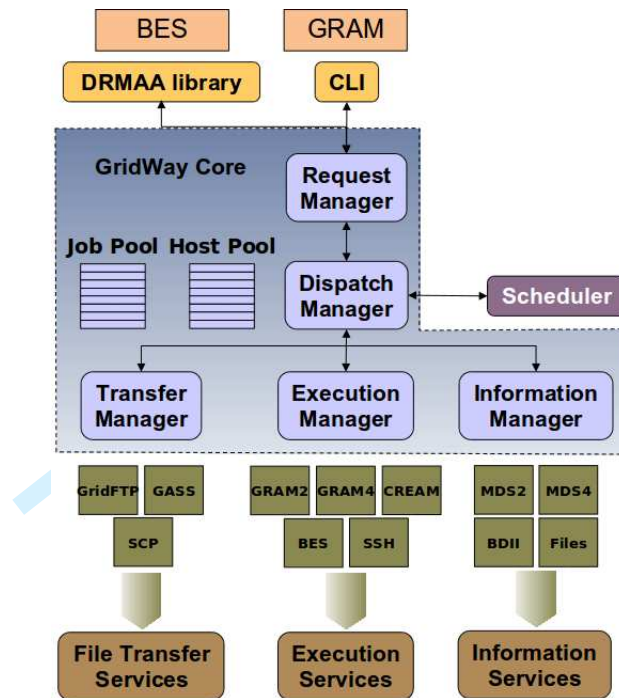 BES
GRAM
DRMAA library
CLI
GridWay Core
Request
Manager
Job Pool
Host Pool
Dispatch
Manager
Scheduler
Transfer
Manager
Execution
Manager
Information
Manager
GridFTP
GASS
SCP
GRAM2
GRAM4
CREAM
BES
SSH
MDS2
MDS4
BDII
Files
File Transfer
Services
Execution
Services
Information
Services